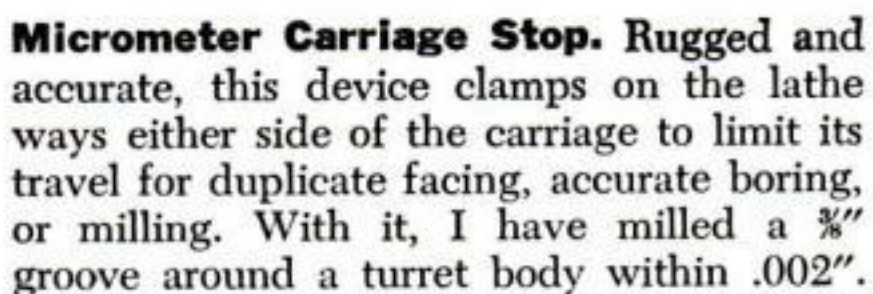 Micrometer Carriage Stop. Rugged and
accurate, this device clamps on the lathe
ways either side of the carriage to limit its
travel for duplicate facing, accurate boring,
or milling. With it, I have milled a ⅜″
groove around a turret body within .002″.